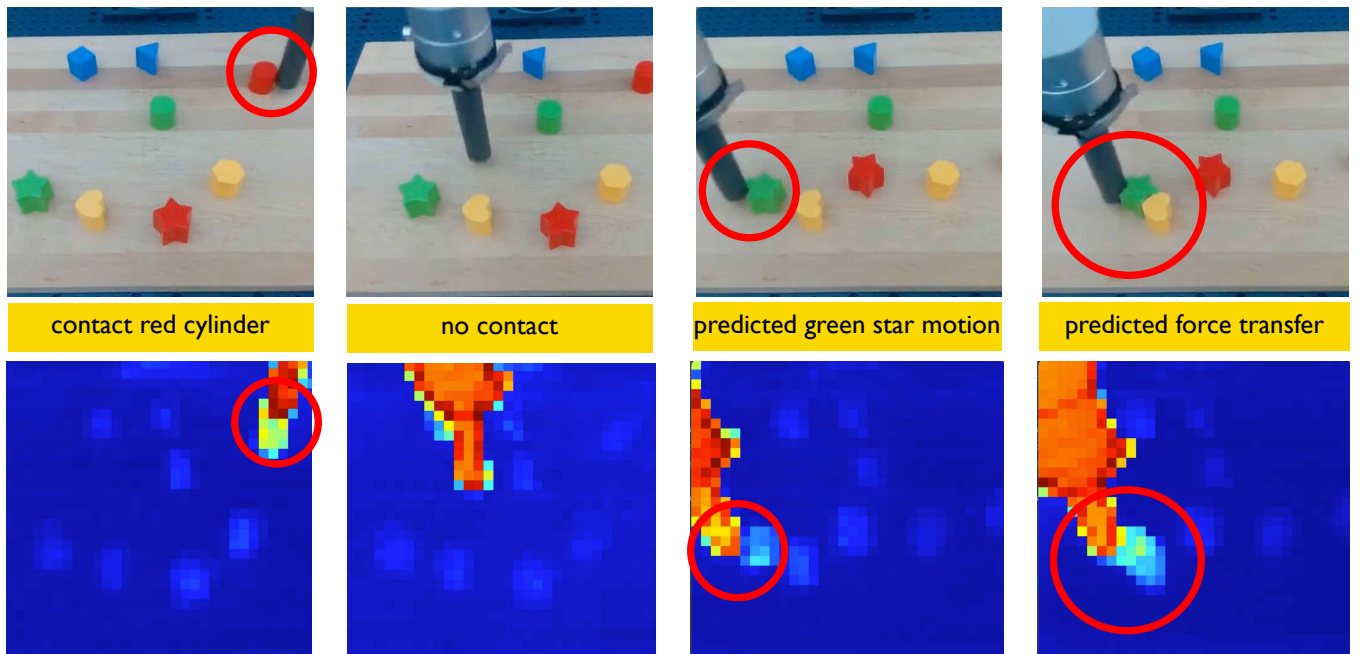 contact red cylinder
no contact
predicted green star motion
predicted force transfer